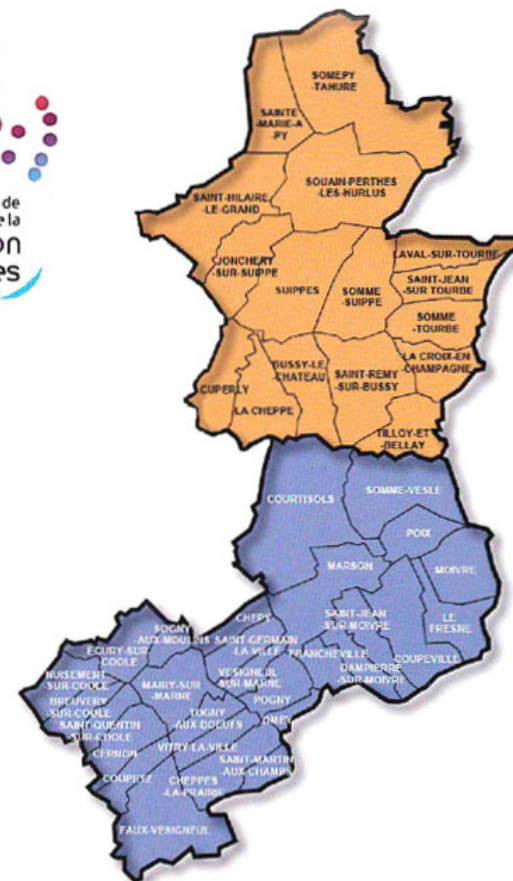 de
e la
on
es
SOMEPY
-TAHURE
SAINTE
-MARIE-A
-PY
SOUAIN-PERTHES
-LES-HURLUS
SAINT-HILAIRE
-LE-GRAND
JONCHERY
-SUR-SUIPPE
SUIPPES
SOMME
-SUIPPE
LAVAL-SUR-TOURBE
SAINT-JEAN
-SUR TOURBE
SOMME
-TOURBE
LA CROIX-EN
-CHAMPAGNE
BUSSY-LE
-CHATEAU
SAINT-REMY
-SUR-BUSSY
CUPERLY
LA CHEPPE
TILLOY-ET
-BELLAY
COURTISOLS
SOMME-VESLE
POIX
MARSON
MOIVRE
LE
FRESNE
SAINT-JEAN
-SUR-MOIVRE
CHEPY
SOGNY
-AUX-MOULINS
SAINT-GERMAIN
-LA-VILLE
FRANCHEVILLE
COUPEVILLE
DAMPIERRE
-SUR-MOIVRE
ECURY-SUR
-COOLE
NUISEMENT
-SUR-COOLE
MAIRY-SUR
-MARNE
VESIGNEUL
-SUR-MARNE
POGNY
BREUVERY
-SUR-COOLE
TOGNY
-AUX-BOEUFS
OMEY
SAINT-QUENTIN
-SUR-COOLE
CERNON
VITRY-LA-VILLE
SAINT-MARTIN
-AUX-CHAMPS
COUPETZ
CHEPPES
-LA-PRAIRIE
FAUX-VESIGNEUL